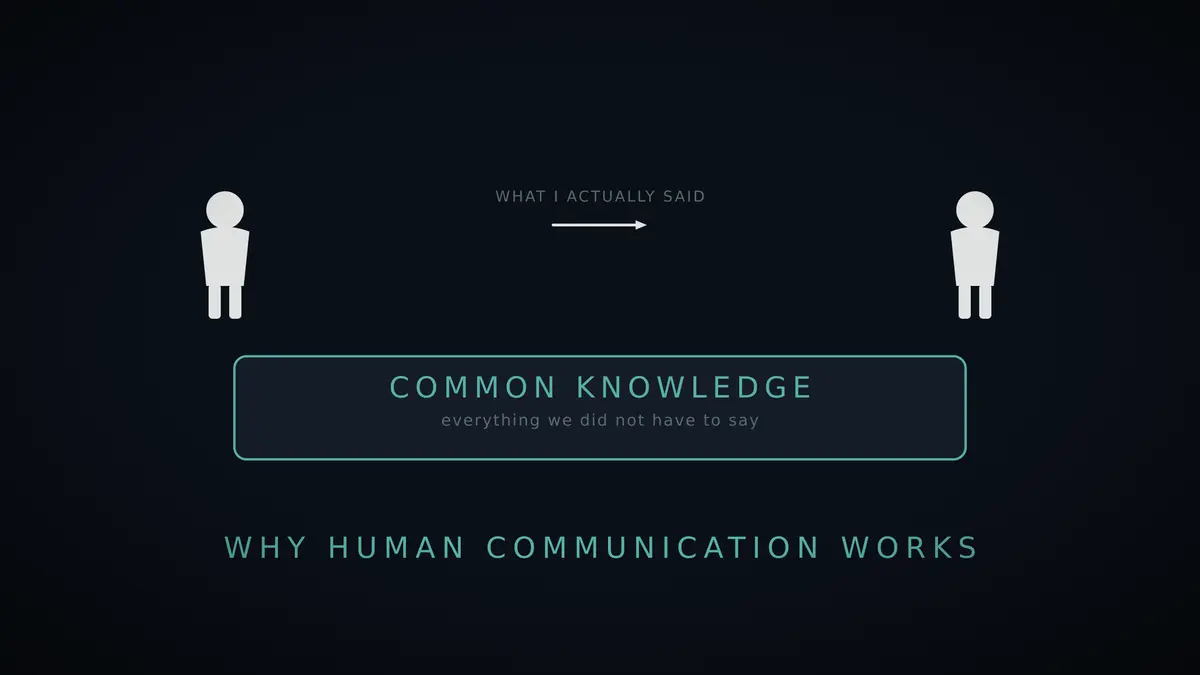 WHAT I ACTUALLY SAID
COMMON KNOWLEDGE
everything we did not have to say
WHY HUMAN COMMUNICATION WORKS